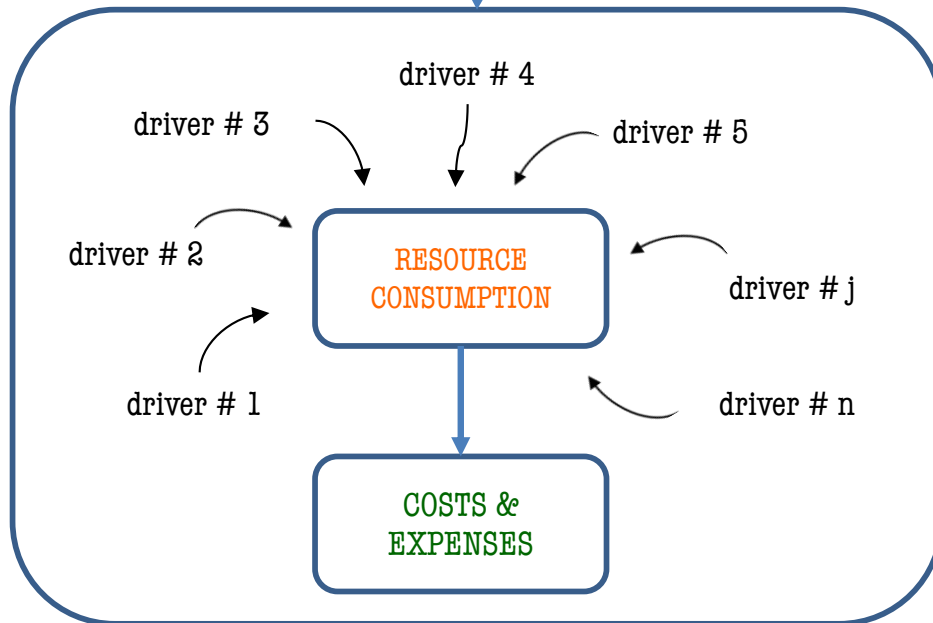 driver # 4
driver # 3
driver # 5
driver # 2
RESOURCE
CONSUMPTION
driver # j
driver # 1
driver # n
COSTS &
EXPENSES